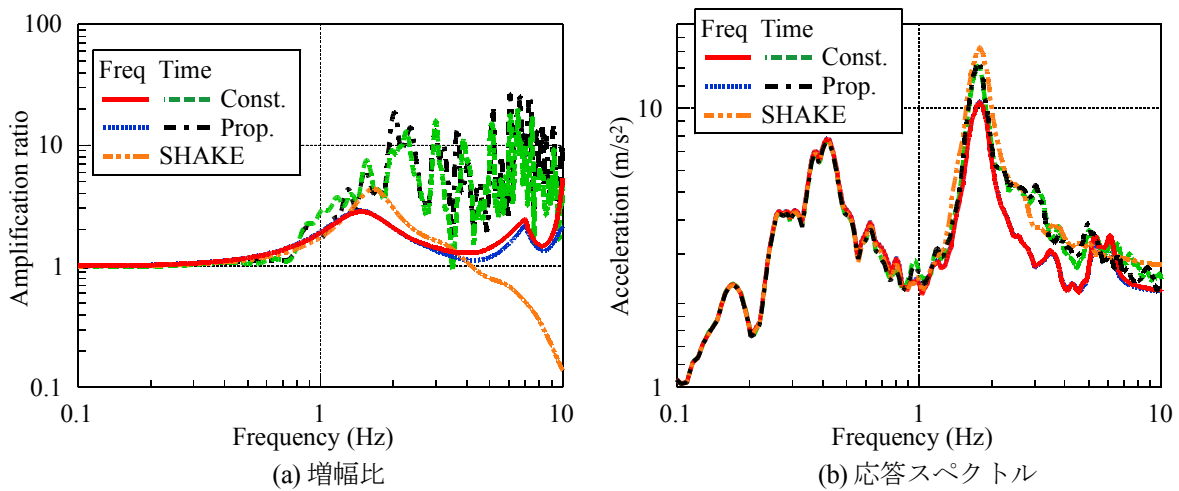 100
10
1
0.1
Amplification ratio
Freq Time
Const.
Prop.
SHAKE
0.1
1
10
Frequency (Hz)
(a) 増幅比
10
1
Acceleration (m/s²)
Freq Time
Const.
Prop.
SHAKE
0.1
1
10
Frequency (Hz)
(b) 応答スペクトル